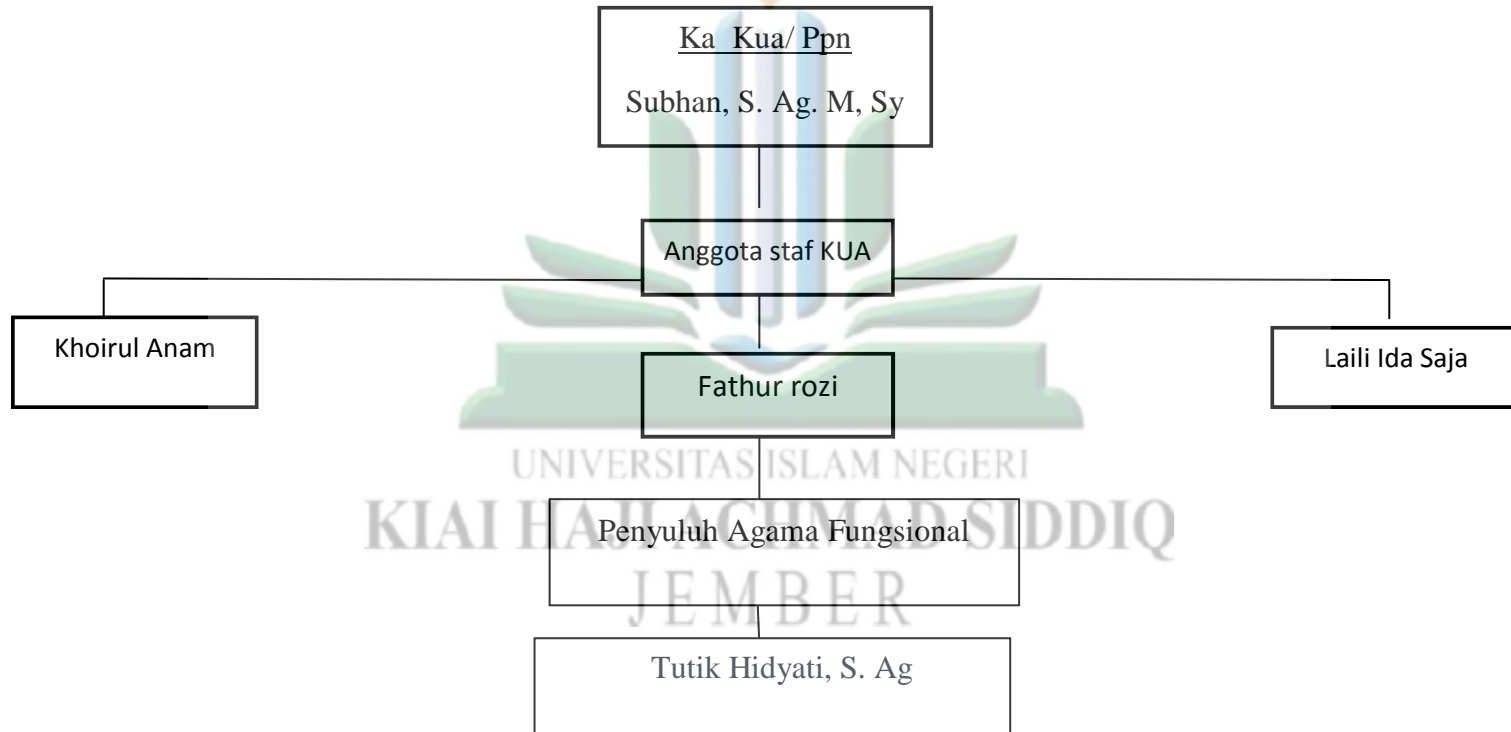 Ka Kua/ Ppn
Subhan, S. Ag. M, Sy
Anggota staf KUA
Khoirul Anam
Fathur rozi
Laili Ida Saja
UNIVERSITAS ISLAM NEGERI
KIAI HAJI ACHMAD SIDDIQ
JEMBER
Penyuluh Agama Fungsional
Tutik Hidyati, S. Ag